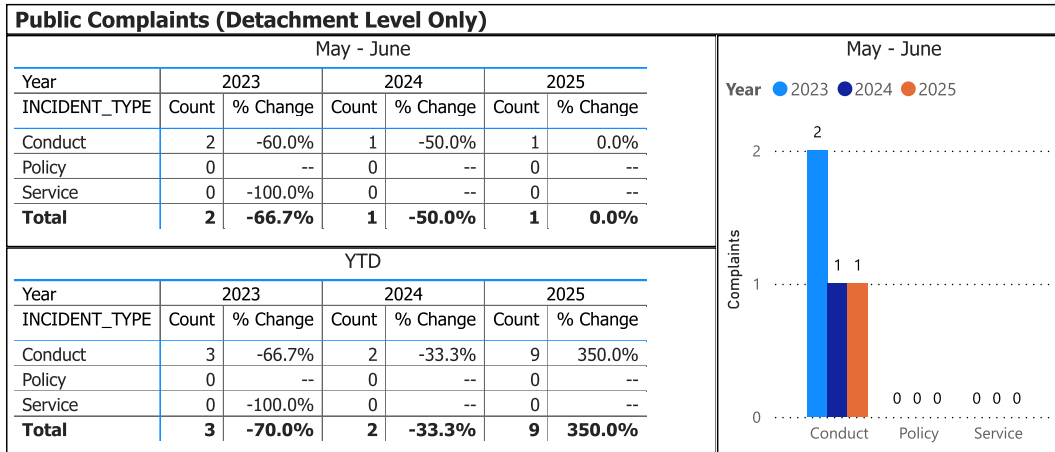 Public Complaints (Detachment Level Only)
May - June
Year 2023 2024 2025
INCIDENT_TYPE Count % Change Count % Change Count % Change
Conduct 2 -60.0% 1 -50.0% 1 0.0%
Policy 0 -- 0 -- 0 --
Service 0 -100.0% 0 -- 0 --
Total 2 -66.7% 1 -50.0% 1 0.0%
YTD
Year 2023 2024 2025
INCIDENT_TYPE Count % Change Count % Change Count % Change
Conduct 3 -66.7% 2 -33.3% 9 350.0%
Policy 0 -- 0 -- 0 --
Service 0 -100.0% 0 -- 0 --
Total 3 -70.0% 2 -33.3% 9 350.0%
May - June
Year 2023 2024 2025
Complaints
2
1
0
2
1 1
0 0 0 0 0 0
Conduct Policy Service